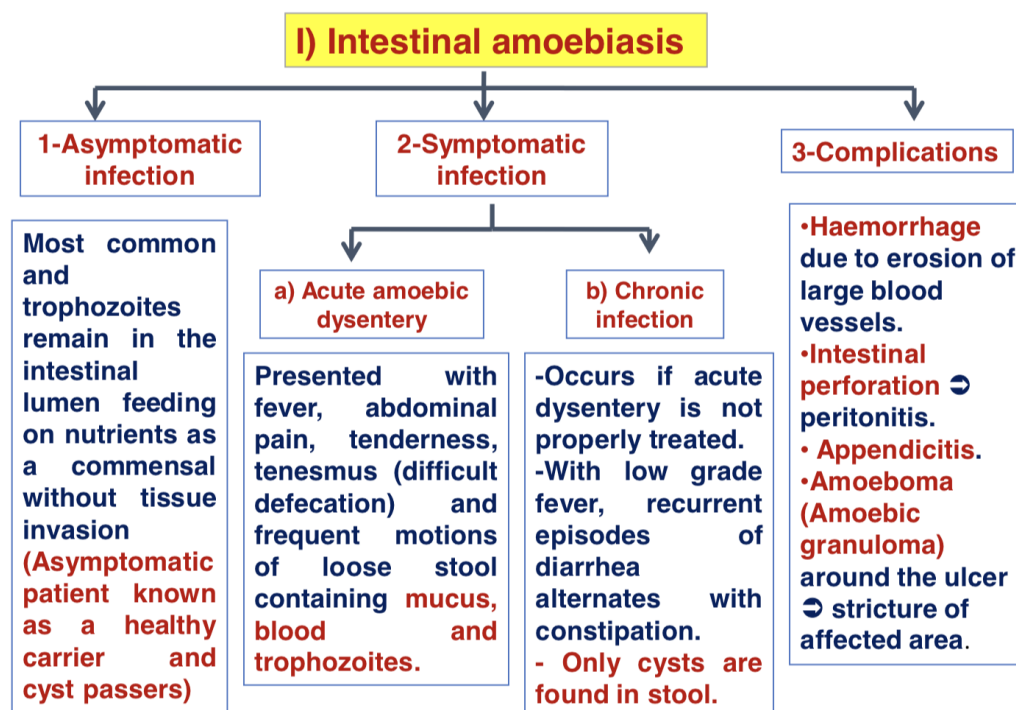 I) Intestinal amoebiasis
1-Asymptomatic
infection
2-Symptomatic
infection
3-Complications
Most common
and
trophozoites
remain in the
intestinal
lumen feeding
on nutrients as
a commensal
without tissue
invasion
(Asymptomatic
patient known
as a healthy
carrier and
cyst passers)
a) Acute amoebic
dysentery
Presented with
fever, abdominal
pain, tenderness,
tenesmus (difficult
defecation) and
frequent motions
of loose stool
containing mucus,
blood and
trophozoites.
b) Chronic
infection
-Occurs if acute
dysentery is not
properly treated.
-With low grade
fever, recurrent
episodes of
diarrhea
alternates with
constipation.
- Only cysts are
found in stool.
•Haemorrhage
due to erosion of
large blood
vessels.
•Intestinal
perforation ➲
peritonitis.
• Appendicitis.
•Amoeboma
(Amoebic
granuloma)
around the ulcer
➲ stricture of
affected area.